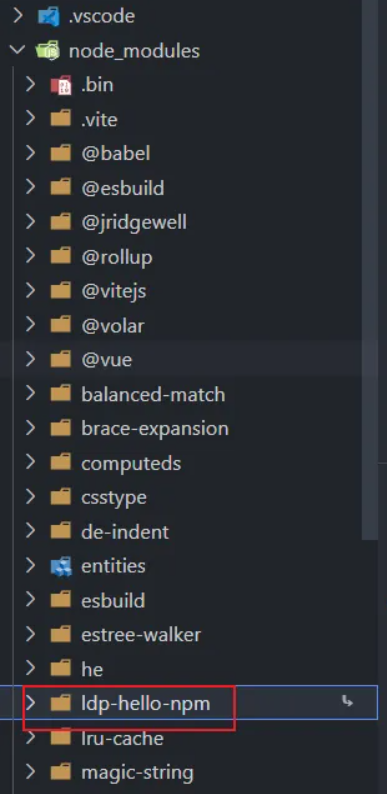 .vscode
node_modules
.bin
.vite
@babel
@esbuild
@jridgewell
@rollup
@vitejs
@volar
@vue
balanced-match
brace-expansion
computeds
csstype
de-indent
entities
esbuild
estree-walker
he
ldp-hello-npm
lru-cache
magic-string